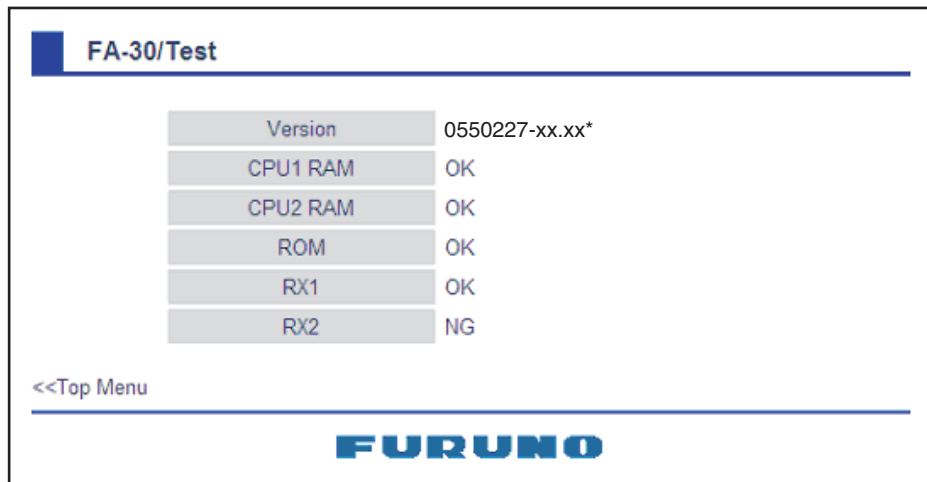 FA-30/Test
Version 0550227-xx.xx*
CPU1 RAM OK
CPU2 RAM OK
ROM OK
RX1 OK
RX2 NG
<<Top Menu
FURUNO